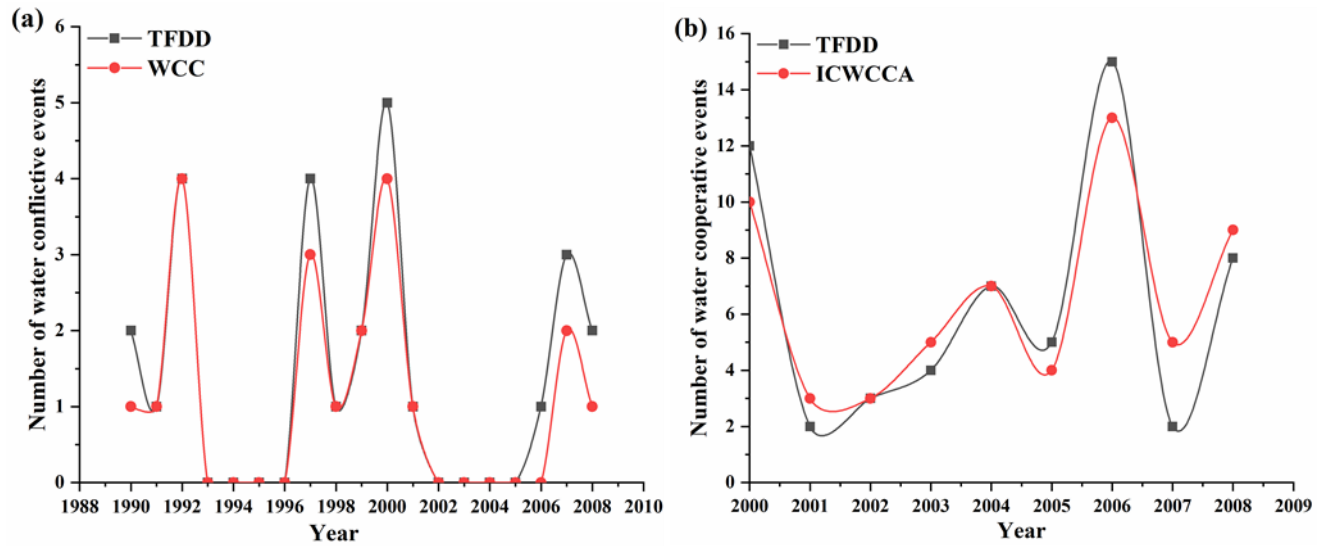 (a)
TFDD
WCC
Number of water conflictive events
6
5
4
3
2
1
0
1988 1990 1992 1994 1996 1998 2000 2002 2004 2006 2008 2010
Year
(b)
TFDD
ICWCCA
Number of water cooperative events
16
14
12
10
8
6
4
2
0
2000 2001 2002 2003 2004 2005 2006 2007 2008 2009
Year